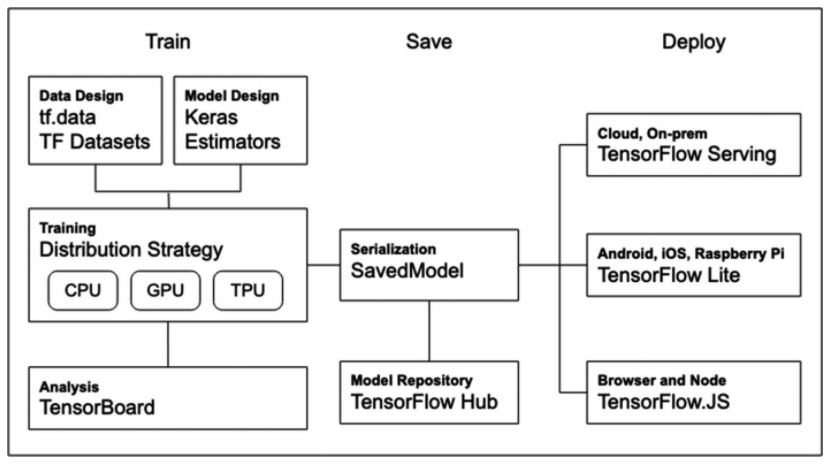 Train
Save
Deploy
Data Design
tf.data
TF Datasets
Model Design
Keras
Estimators
Training
Distribution Strategy
CPU
GPU
TPU
Analysis
TensorBoard
Serialization
SavedModel
Model Repository
TensorFlow Hub
Cloud, On-prem
TensorFlow Serving
Android, iOS, Raspberry Pi
TensorFlow Lite
Browser and Node
TensorFlow.JS